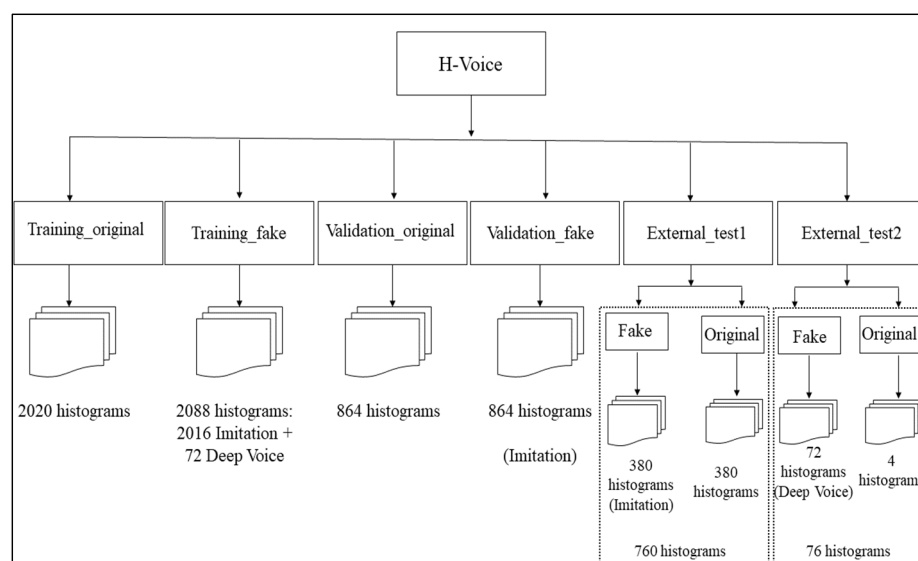 H-Voice
Training_original
Training_fake
Validation_original
Validation_fake
External_test1
External_test2
Fake
Original
Fake
Original
2020 histograms
2088 histograms:
2016 Imitation +
72 Deep Voice
864 histograms
864 histograms
(Imitation)
380
histograms
(Imitation)
380
histograms
72
histograms
(Deep Voice)
4
histogram
760 histograms
76 histograms